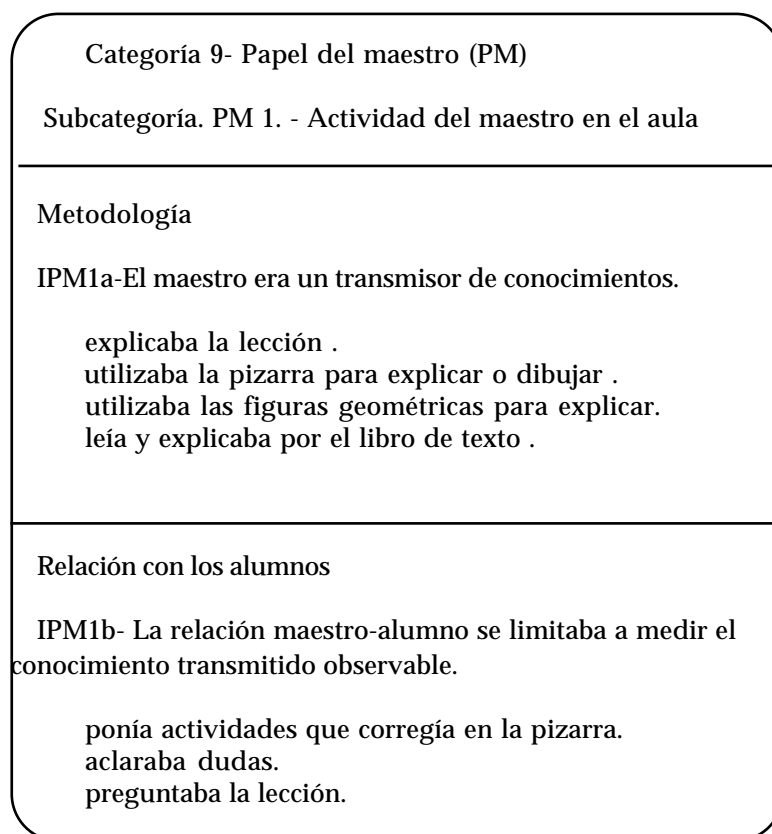 Categoría 9- Papel del maestro (PM)
Subcategoría. PM 1. - Actividad del maestro en el aula
Metodología
IPM1a-El maestro era un transmisor de conocimientos.
explicaba la lección .
utilizaba la pizarra para explicar o dibujar .
utilizaba las figuras geométricas para explicar.
leía y explicaba por el libro de texto .
Relación con los alumnos
IPM1b- La relación maestro-alumno se limitaba a medir el
conocimiento transmitido observable.
ponía actividades que corregía en la pizarra.
aclaraba dudas.
preguntaba la lección.